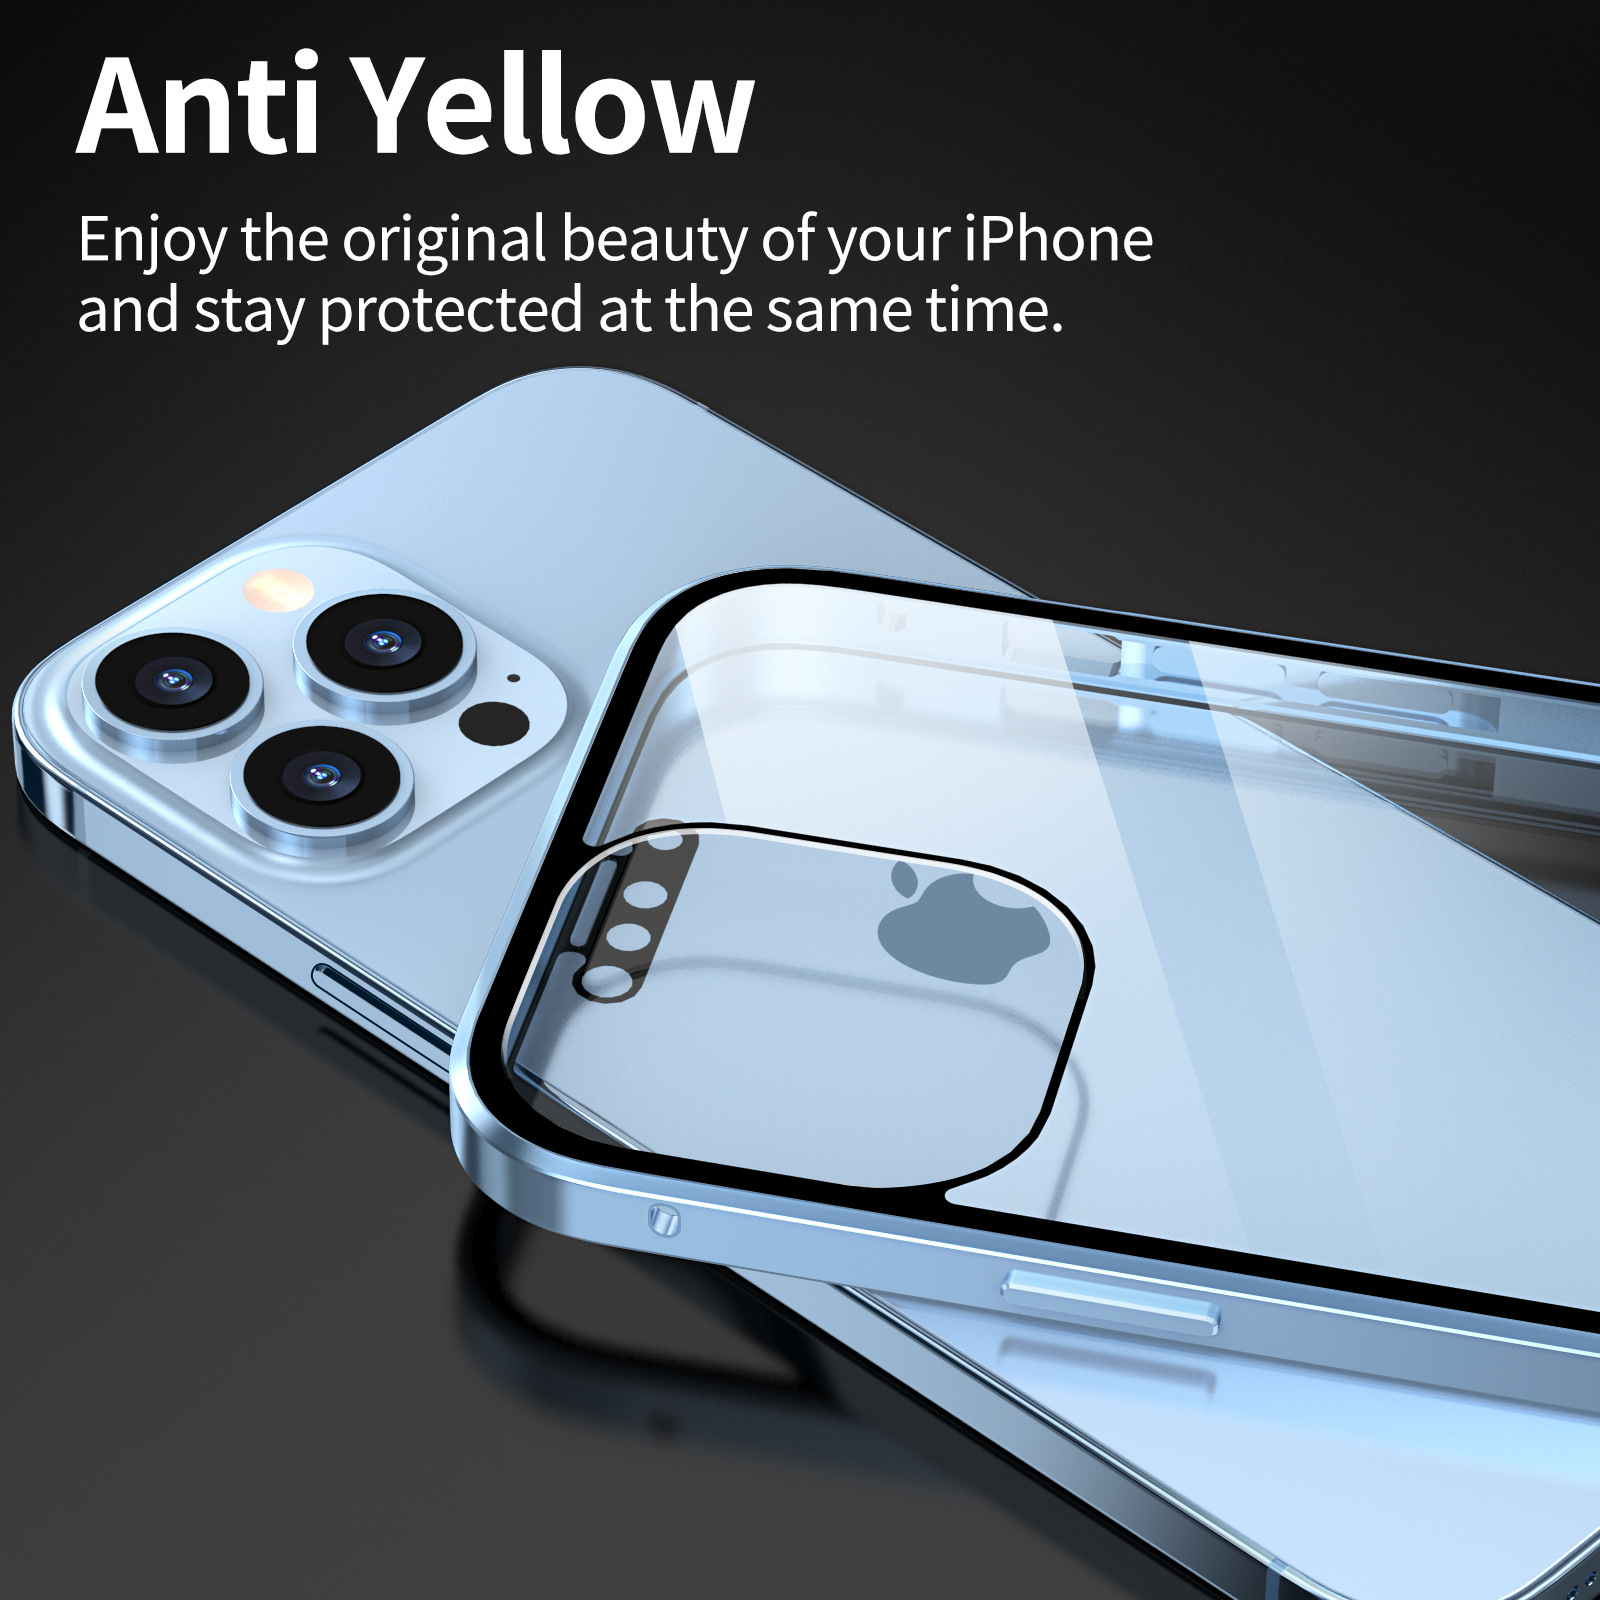 Anti Yellow
Enjoy the original beauty of your iPhone
and stay protected at the same time.